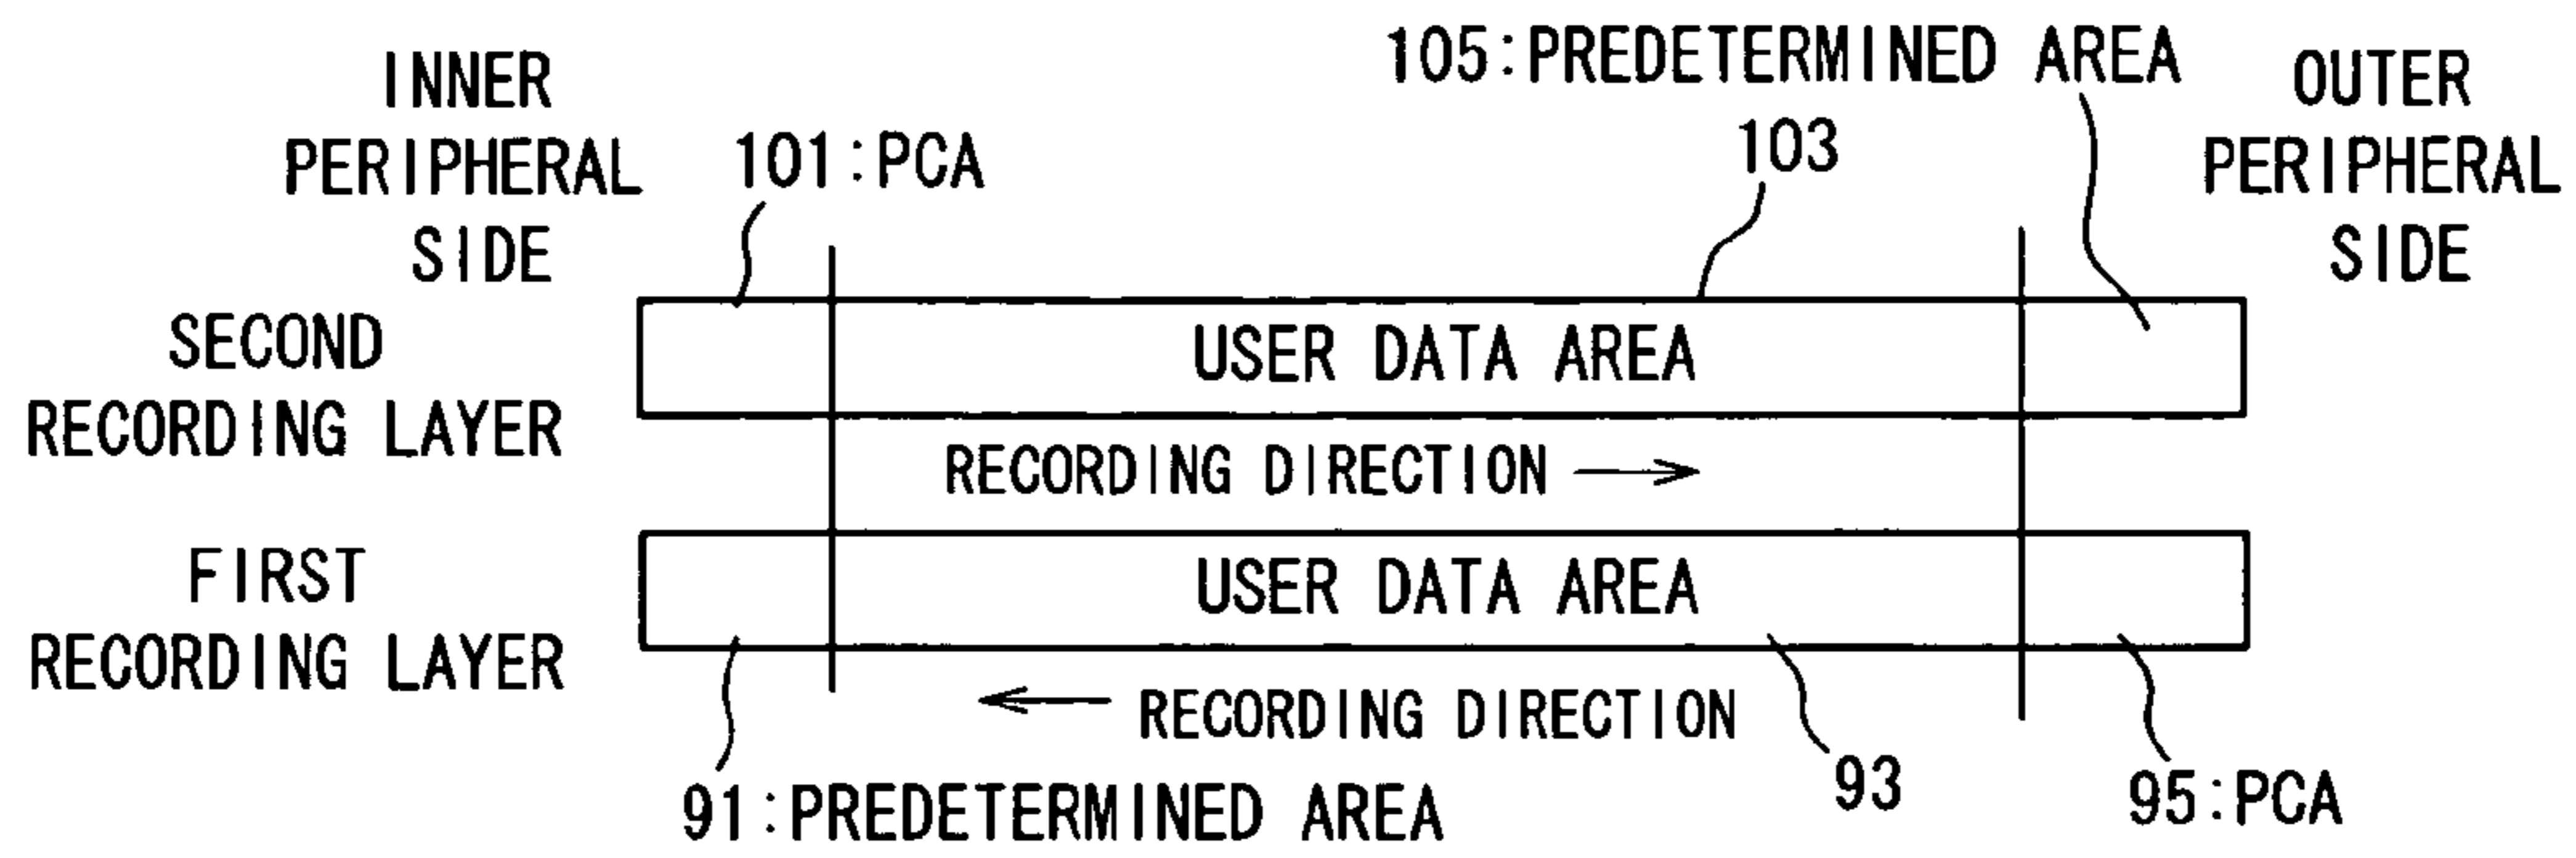 INNER
PERIPHERAL
SIDE
101:PCA
105:PREDETERMINED AREA
103
OUTER
PERIPHERAL
SIDE
SECOND
RECORDING LAYER
USER DATA AREA
RECORDING DIRECTION →
FIRST
RECORDING LAYER
USER DATA AREA
← RECORDING DIRECTION
91:PREDETERMINED AREA
93
95:PCA